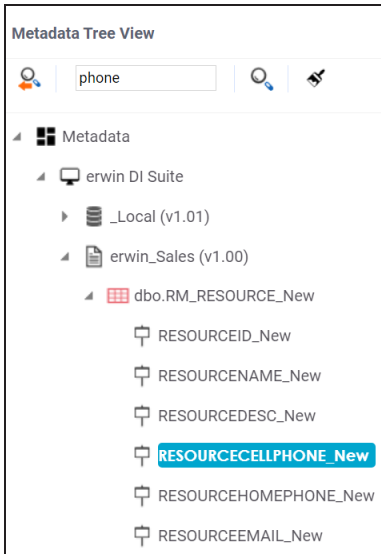 Metadata Tree View
phone
Metadata
erwin DI Suite
_Local (v1.01)
erwin_Sales (v1.00)
dbo.RM_RESOURCE_New
RESOURCEID_New
RESOURCENAME_New
RESOURCEDESC_New
RESOURCECELLPHONE_New
RESOURCEHOMEPHONE_New
RESOURCEEMAIL_New